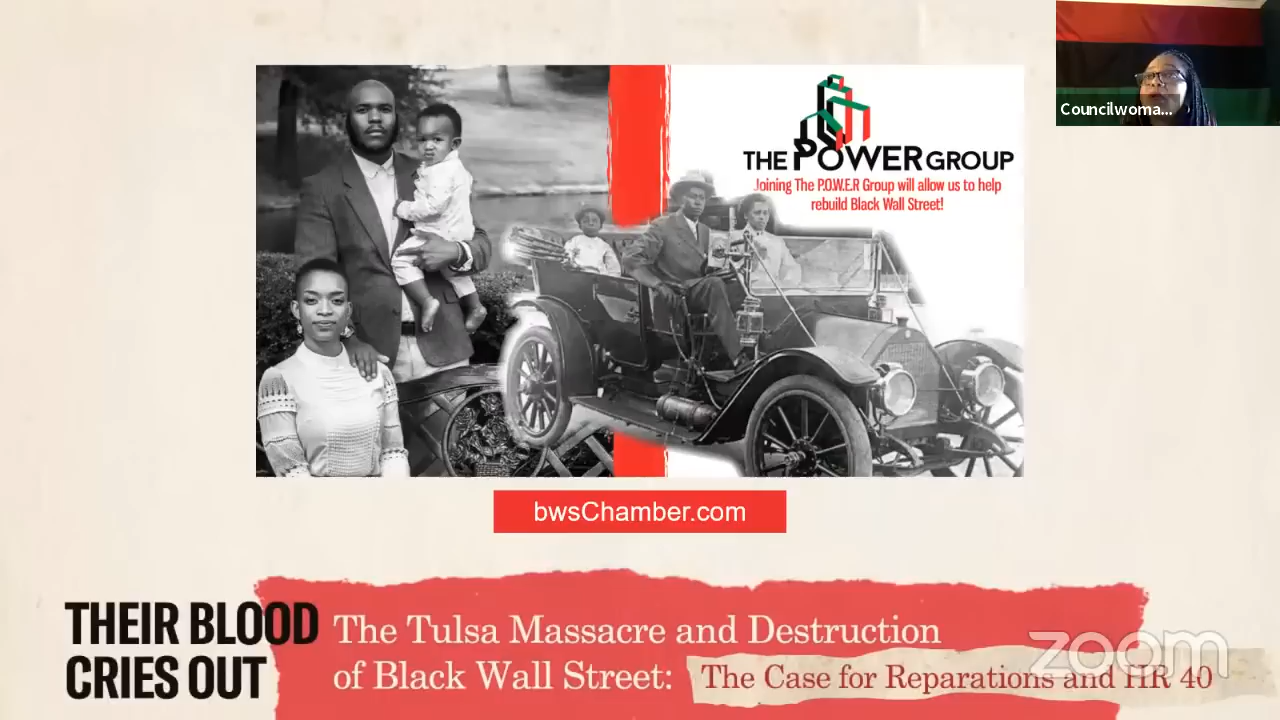 Councilwoma...
THE POWER GROUP
Joining The P.O.W.E.R Group will allow us to help
rebuild Black Wall Street!
bwsChamber.com
THEIR BLOOD
CRIES OUT
The Tulsa Massacre and Destruction
of Black Wall Street: The Case for Reparations and HR 40
zoom